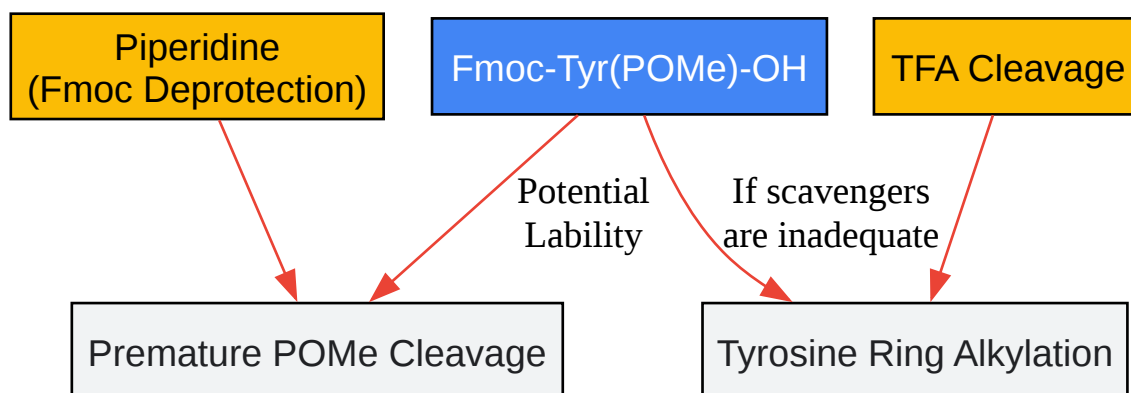 Piperidine
(Fmoc Deprotection)
Fmoc-Tyr(POMe)-OH
TFA Cleavage
Potential
Lability
If scavengers
are inadequate
Premature POMe Cleavage
Tyrosine Ring Alkylation